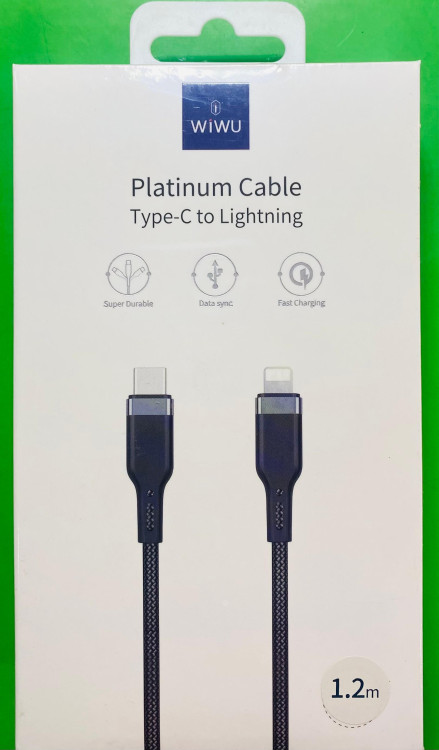 WiWU
Platinum Cable
Type-C to Lightning
Super Durable
Data sync.
Fast Charging
1.2m